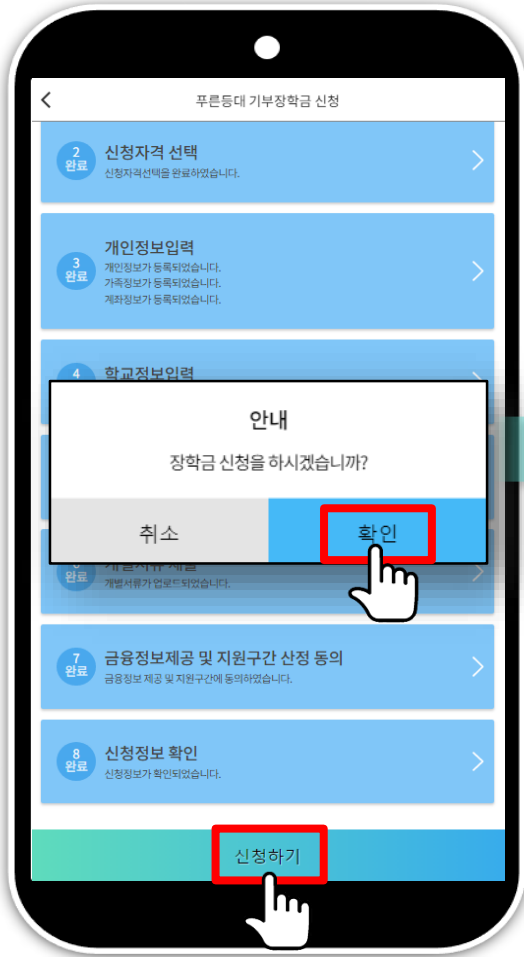 푸른등대 기부장학금 신청
2
완료
신청자격 선택
신청자격선택을 완료하였습니다.
3
완료
개인정보입력
개인정보가 등록되었습니다.
가족정보가 등록되었습니다.
계좌정보가 등록되었습니다.
4
학교정보입력
안내
장학금 신청을 하시겠습니까?
취소
확인
완료
개별서류가 업로드되었습니다.
7
완료
금융정보제공 및 지원구간 산정 동의
금융정보 제공 및 지원구간에 동의하였습니다.
8
완료
신청정보 확인
신청정보가 확인되었습니다.
신청하기